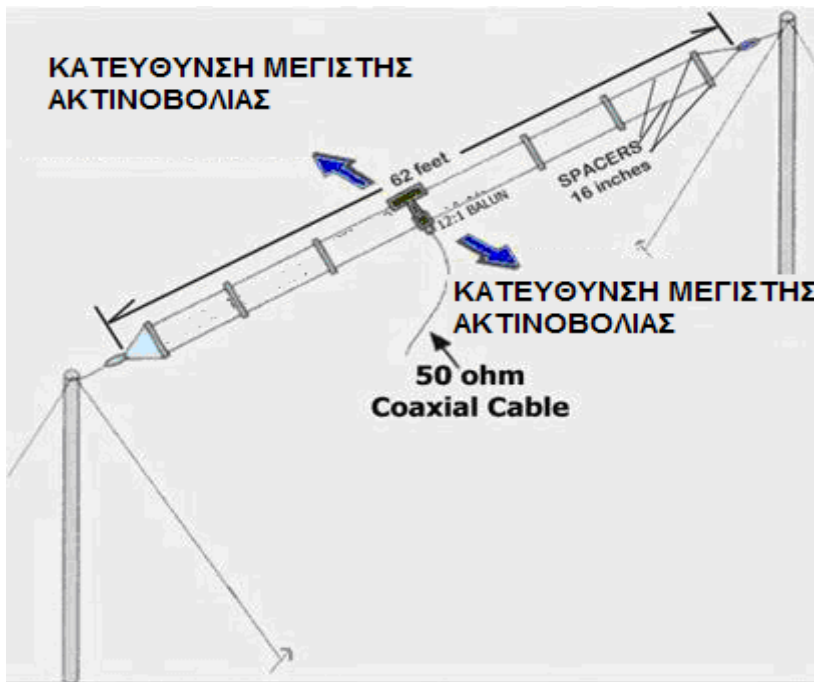 ΚΑΤΕΥΘΥΝΣΗ ΜΕΓΙΣΤΗΣ
ΑΚΤΙΝΟΒΟΛΙΑΣ
62 feet
12:1 BALUN
SPACERS
16 inches
ΚΑΤΕΥΘΥΝΣΗ ΜΕΓΙΣΤΗΣ
ΑΚΤΙΝΟΒΟΛΙΑΣ
50 ohm
Coaxial Cable